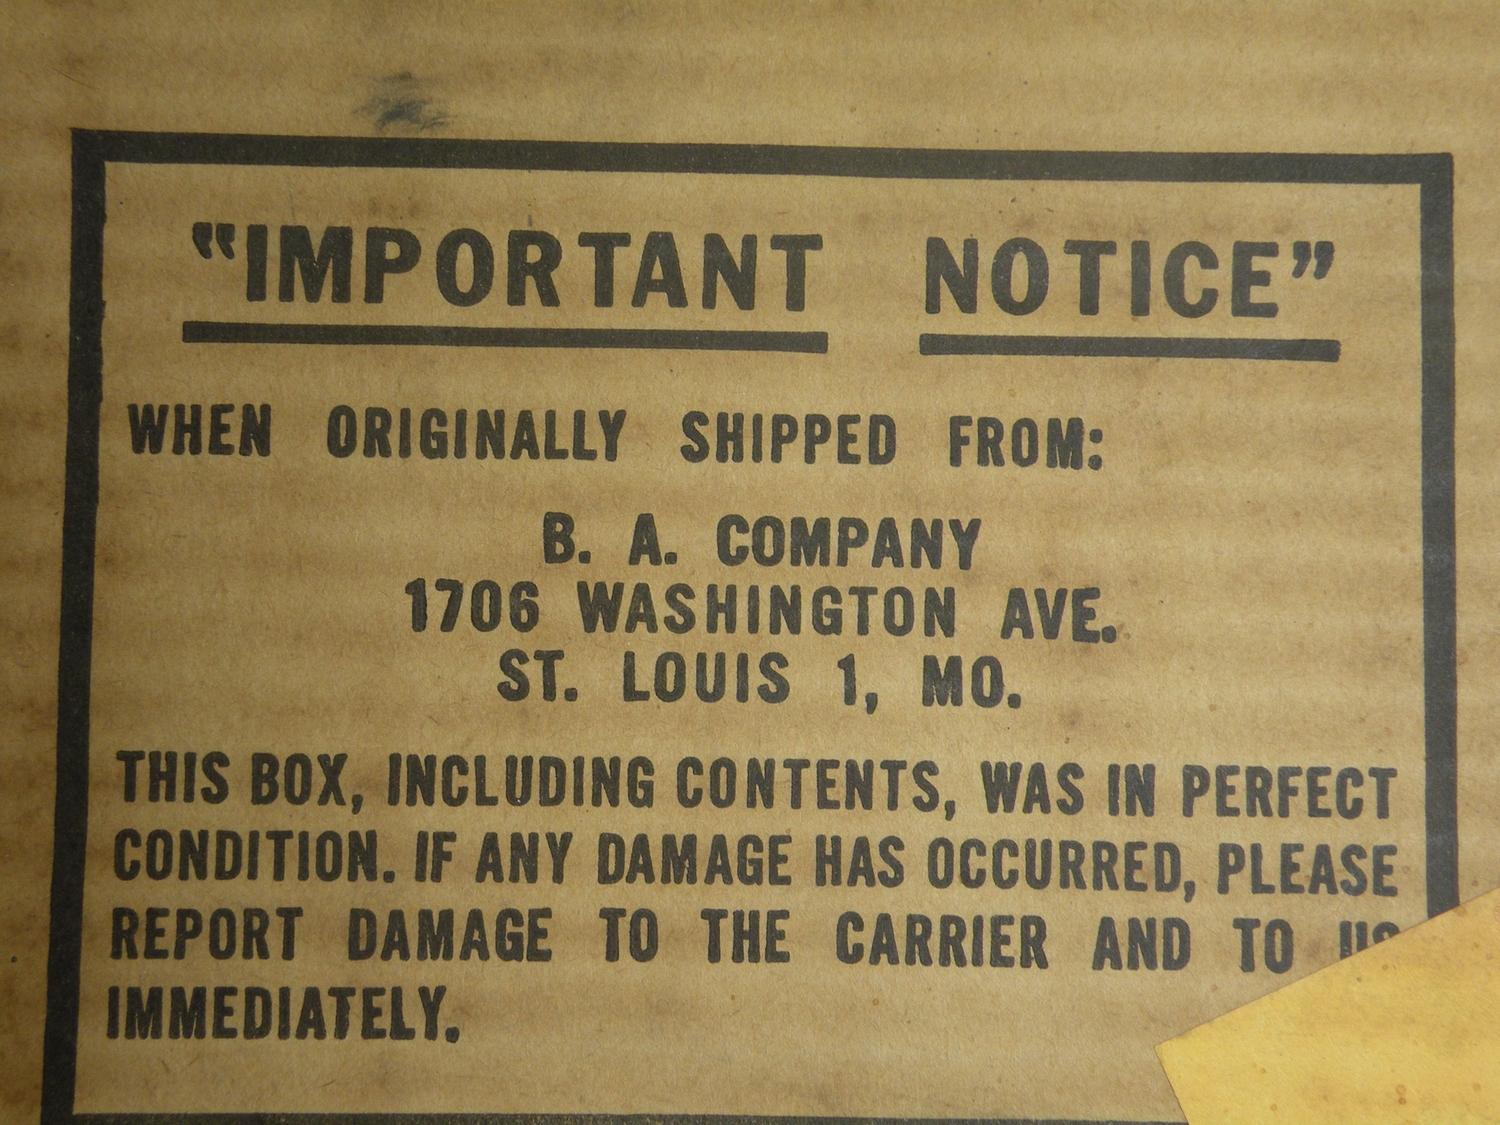 "IMPORTANT NOTICE"
WHEN ORIGINALLY SHIPPED FROM:
B. A. COMPANY
1706 WASHINGTON AVE.
ST. LOUIS 1, MO.
THIS BOX, INCLUDING CONTENTS, WAS IN PERFECT
CONDITION. IF ANY DAMAGE HAS OCCURRED, PLEASE
REPORT DAMAGE TO THE CARRIER AND TO US
IMMEDIATELY.